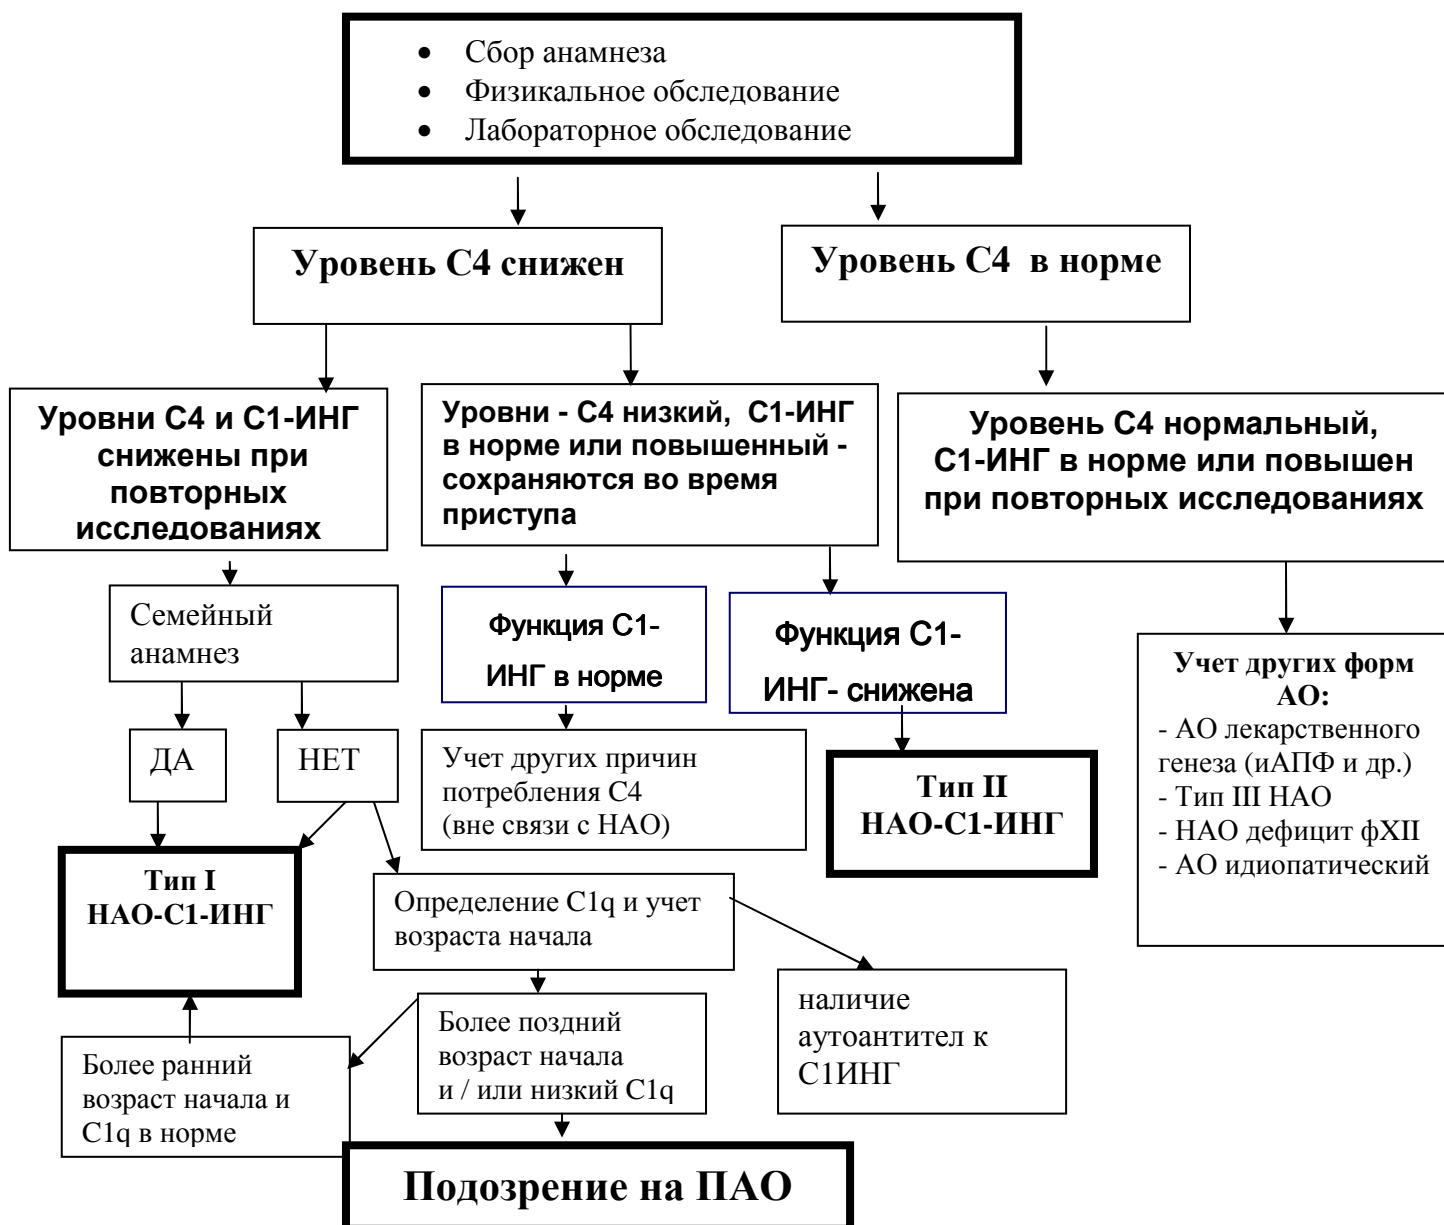 • Сбор анамнеза
• Физикальное обследование
• Лабораторное обследование
Уровень С4 снижен
Уровень С4 в норме
Уровни С4 и С1-ИНГ
снижены при
повторных
исследованиях
Уровни - С4 низкий, С1-ИНГ
в норме или повышенный -
сохраняются во время
приступа
Уровень С4 нормальный,
С1-ИНГ в норме или повышен
при повторных исследованиях
Семейный
анамнез
Функция С1-
ИНГ в норме
Функция С1-
ИНГ- снижена
Учет других форм
АО:
- АО лекарственного
генеза (иАПФ и др.)
- Тип III НАО
- НАО дефицит фXII
- АО идиопатический
ДА
НЕТ
Учет других причин
потребления С4
(вне связи с НАО)
Тип II
НАО-С1-ИНГ
Тип I
НАО-С1-ИНГ
Определение C1q и учет
возраста начала
Более поздний
возраст начала
и / или низкий C1q
наличие
аутоантител к
С1ИНГ
Более ранний
возраст начала и
C1q в норме
Подозрение на ПАО